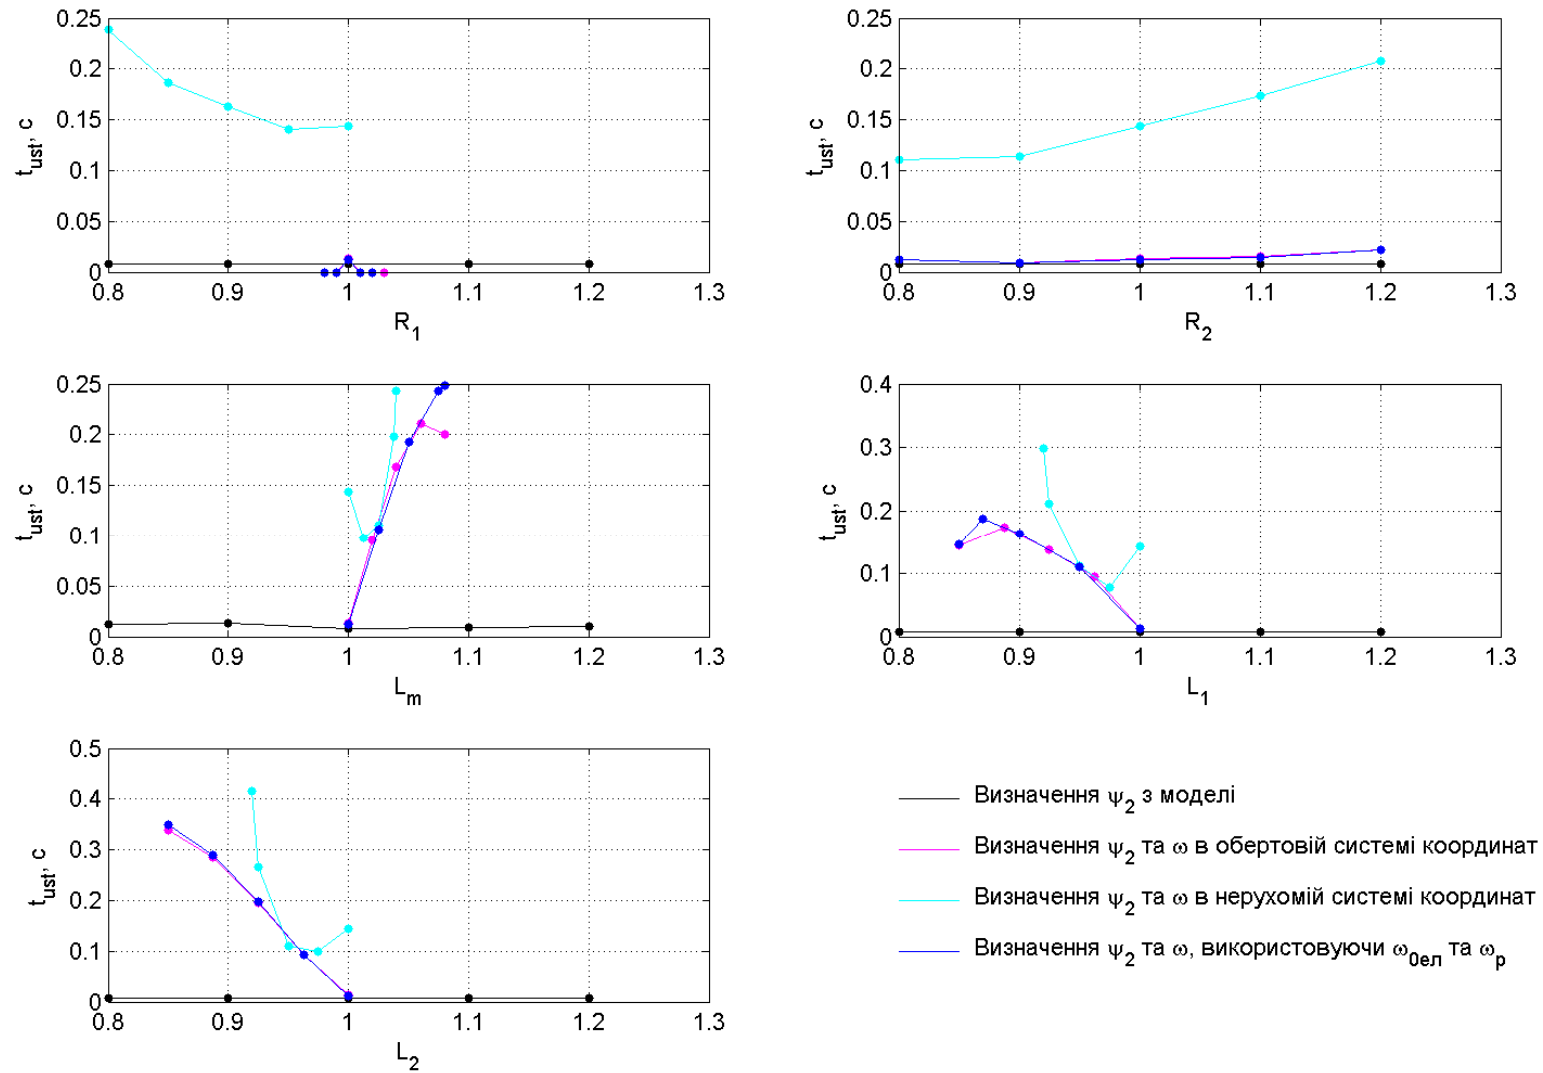 0.25
0.2
0.15
0.1
0.05
0
t_ust, c
0.8 0.9 1 1.1 1.2 1.3
R_1
0.25
0.2
0.15
0.1
0.05
0
t_ust, c
0.8 0.9 1 1.1 1.2 1.3
R_2
0.25
0.2
0.15
0.1
0.05
0
t_ust, c
0.8 0.9 1 1.1 1.2 1.3
L_m
0.4
0.3
0.2
0.1
0
t_ust, c
0.8 0.9 1 1.1 1.2 1.3
L_1
0.5
0.4
0.3
0.2
0.1
0
t_ust, c
0.8 0.9 1 1.1 1.2 1.3
L_2
Визначення ψ_2 з моделі
Визначення ψ_2 та ω в обертовій системі координат
Визначення ψ_2 та ω в нерухомій системі координат
Визначення ψ_2 та ω, використовуючи ω_0ел та ω_р